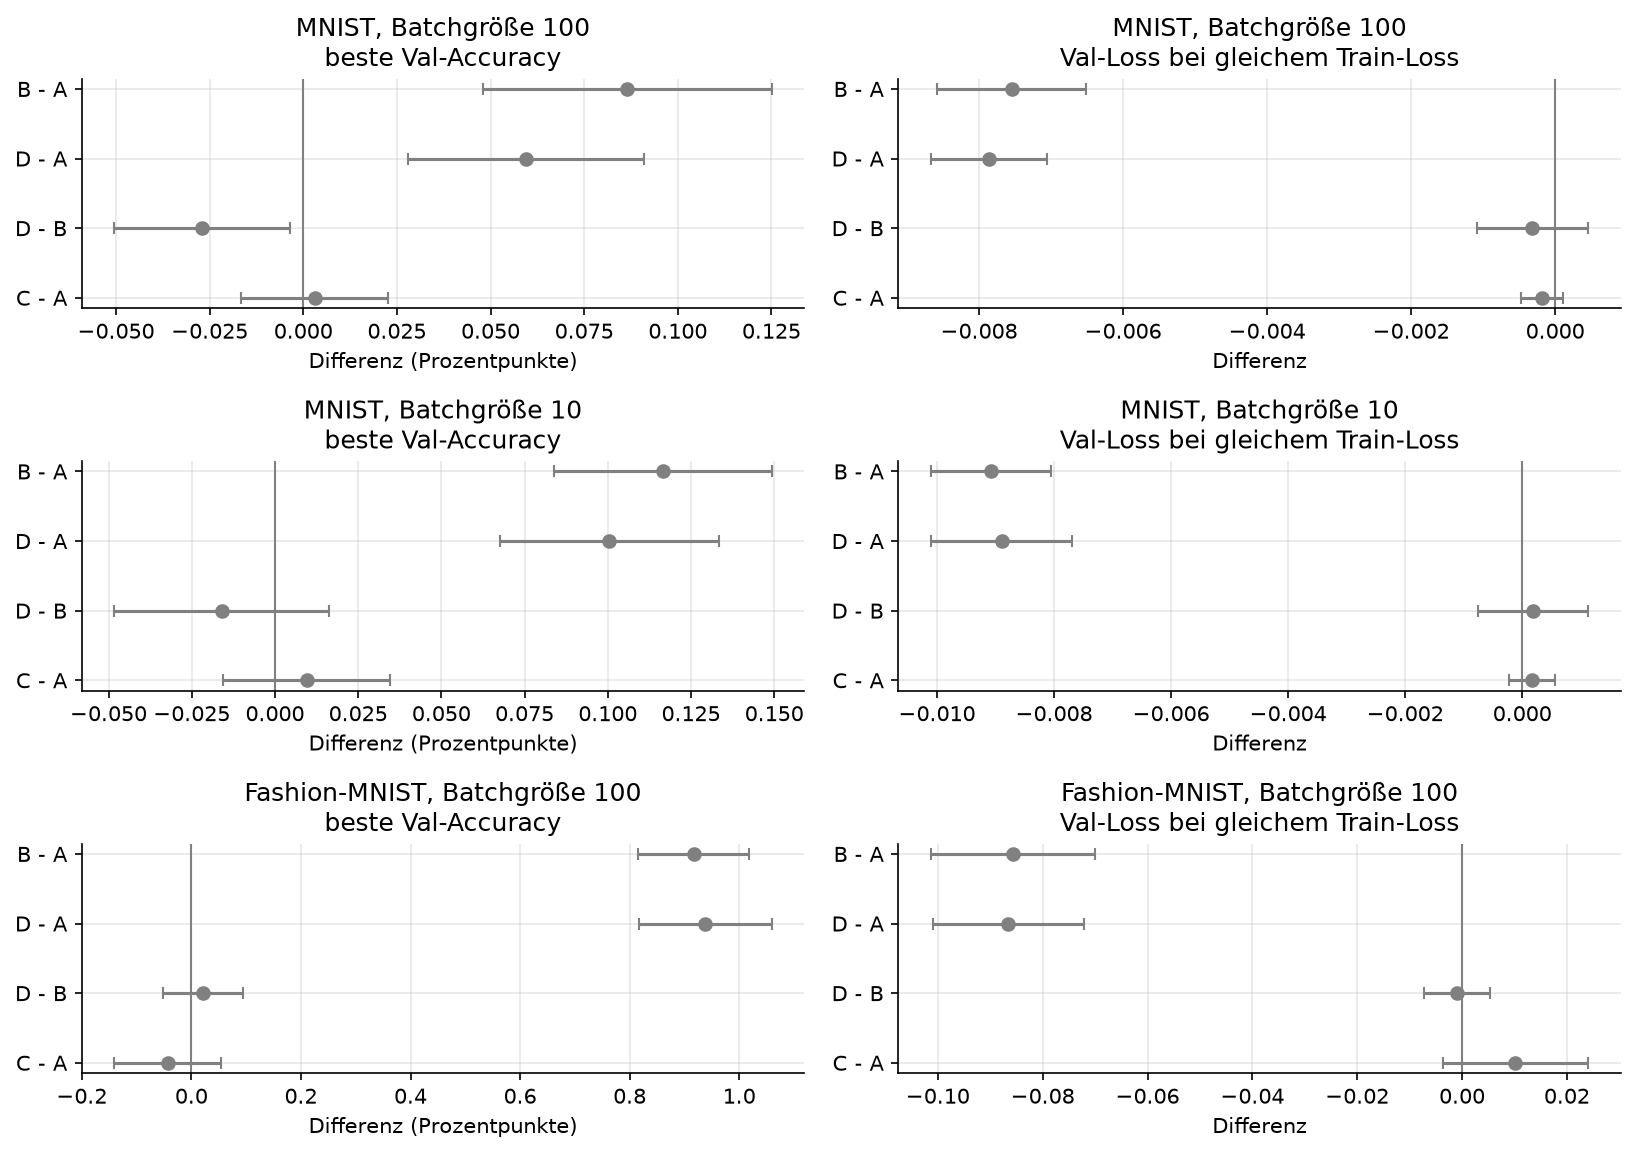 MNIST, Batchgröße 100
beste Val-Accuracy
B - A
D - A
D - B
C - A
−0.050 −0.025 0.000 0.025 0.050 0.075 0.100 0.125
Differenz (Prozentpunkte)
MNIST, Batchgröße 100
Val-Loss bei gleichem Train-Loss
B - A
D - A
D - B
C - A
−0.008 −0.006 −0.004 −0.002 0.000
Differenz
MNIST, Batchgröße 10
beste Val-Accuracy
B - A
D - A
D - B
C - A
−0.050 −0.025 0.000 0.025 0.050 0.075 0.100 0.125 0.150
Differenz (Prozentpunkte)
MNIST, Batchgröße 10
Val-Loss bei gleichem Train-Loss
B - A
D - A
D - B
C - A
−0.010 −0.008 −0.006 −0.004 −0.002 0.000
Differenz
Fashion-MNIST, Batchgröße 100
beste Val-Accuracy
B - A
D - A
D - B
C - A
−0.2 0.0 0.2 0.4 0.6 0.8 1.0
Differenz (Prozentpunkte)
Fashion-MNIST, Batchgröße 100
Val-Loss bei gleichem Train-Loss
B - A
D - A
D - B
C - A
−0.10 −0.08 −0.06 −0.04 −0.02 0.00 0.02
Differenz